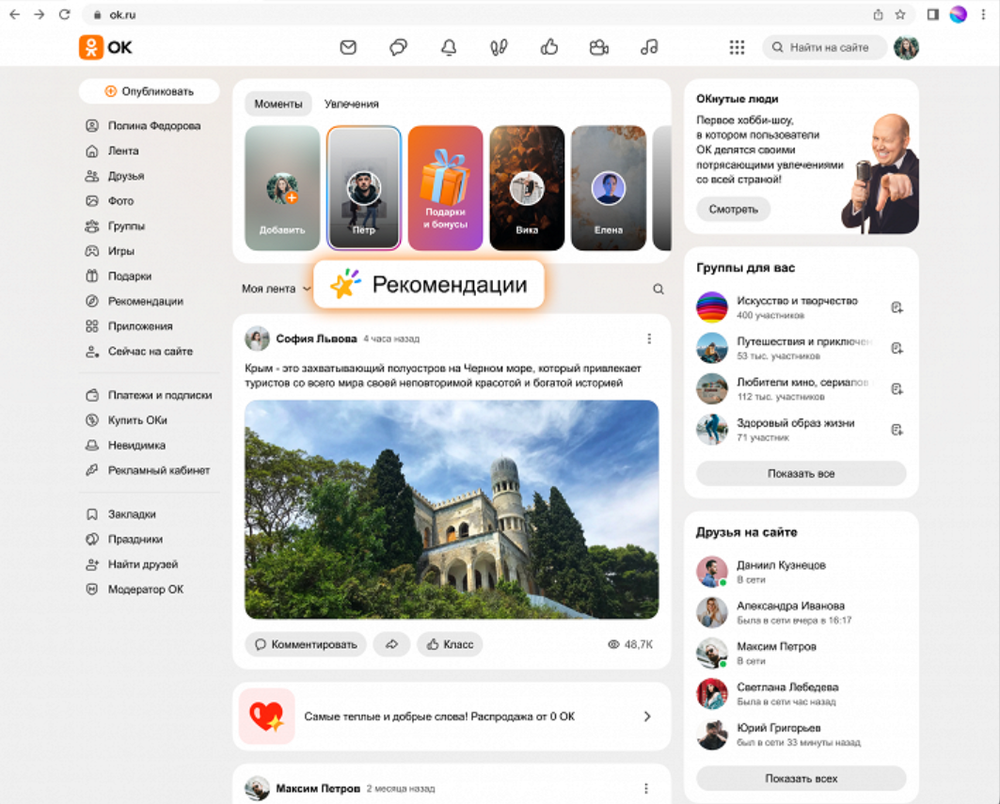 ok.ru
ОК
Найти на сайте
Опубликовать
Полина Федорова
Лента
Друзья
Фото
Группы
Игры
Подарки
Рекомендации
Приложения
Сейчас на сайте
Платежи и подписки
Купить ОКи
Невидимка
Рекламный кабинет
Закладки
Праздники
Найти друзей
Модератор ОК
Моменты
Увлечения
Добавить
Петр
Подарки
и бонусы
Вика
Елена
Моя лента
Рекомендации
София Львова 4 часа назад
Крым - это захватывающий полуостров на Черном море, который привлекает
туристов со всего мира своей неповторимой красотой и богатой историей
Комментировать
Класс
48,7K
Самые теплые и добрые слова! Распродажа от 0 ОК
Максим Петров 2 месяца назад
ОКнутые люди
Первое хобби-шоу,
в котором пользователи
ОК делятся своими
потрясающими увлечениями
со всей страной!
Смотреть
Группы для вас
Искусство и творчество
400 участников
Путешествия и приключен
53 тыс. участников
Любители кино, сериалов
112 тыс. участников
Здоровый образ жизни
71 участник
Показать все
Друзья на сайте
Даниил Кузнецов
В сети
Александра Иванова
Была в сети вчера в 16:17
Максим Петров
В сети
Светлана Лебедева
Была в сети час назад
Юрий Григорьев
был в сети 33 минуты назад
Показать всех